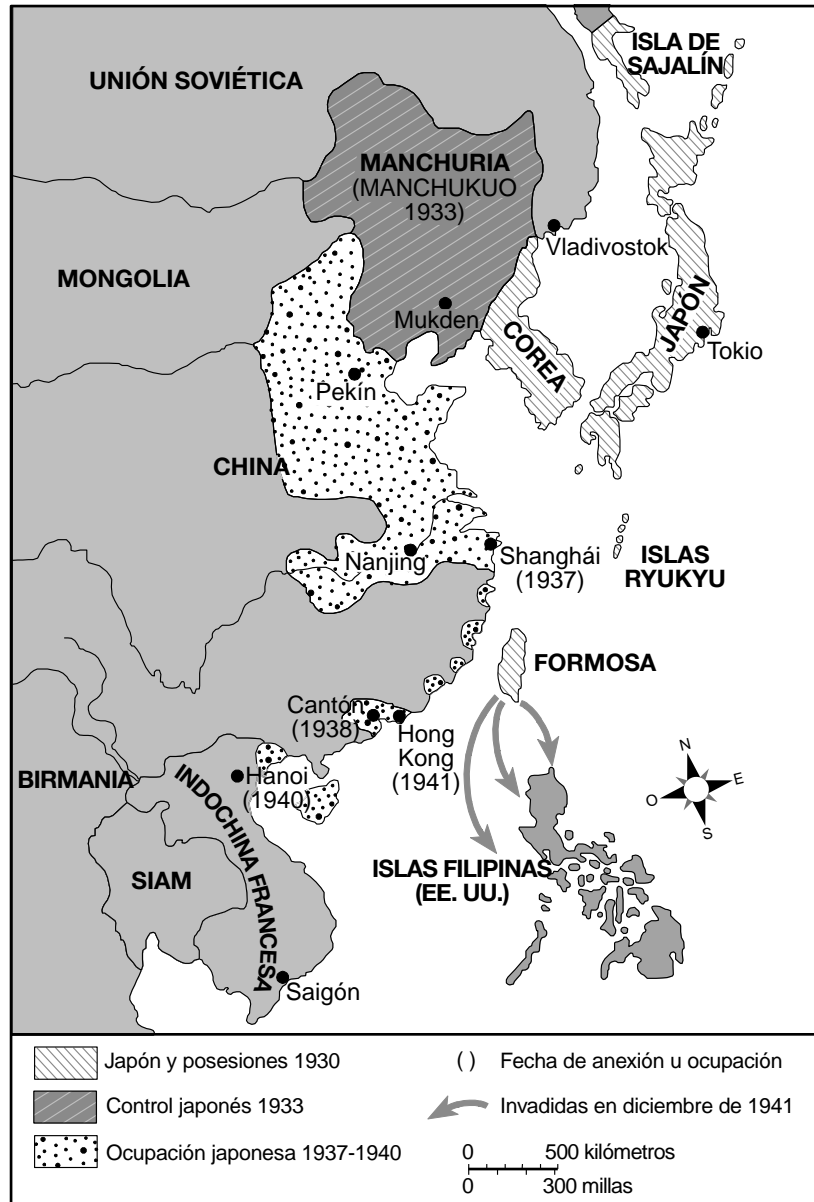 ISLA DE
SAJALÍN
UNIÓN SOVIÉTICA
MANCHURIA
(MANCHUKUO
1933)
Vladivostok
MONGOLIA
Mukden
COREA
JAPÓN
Tokio
Pekín
CHINA
Nanjing
Shanghái
(1937)
ISLAS
RYUKYU
FORMOSA
Cantón
(1938)
Hong
Kong
(1941)
BIRMANIA
Hanoi
(1940)
INDOCHINA FRANCESA
SIAM
ISLAS FILIPINAS
(EE. UU.)
N
E
O
S
Saigón
Japón y posesiones 1930
Control japonés 1933
Ocupación japonesa 1937-1940
( ) Fecha de anexión u ocupación
Invadidas en diciembre de 1941
0 500 kilómetros
0 300 millas